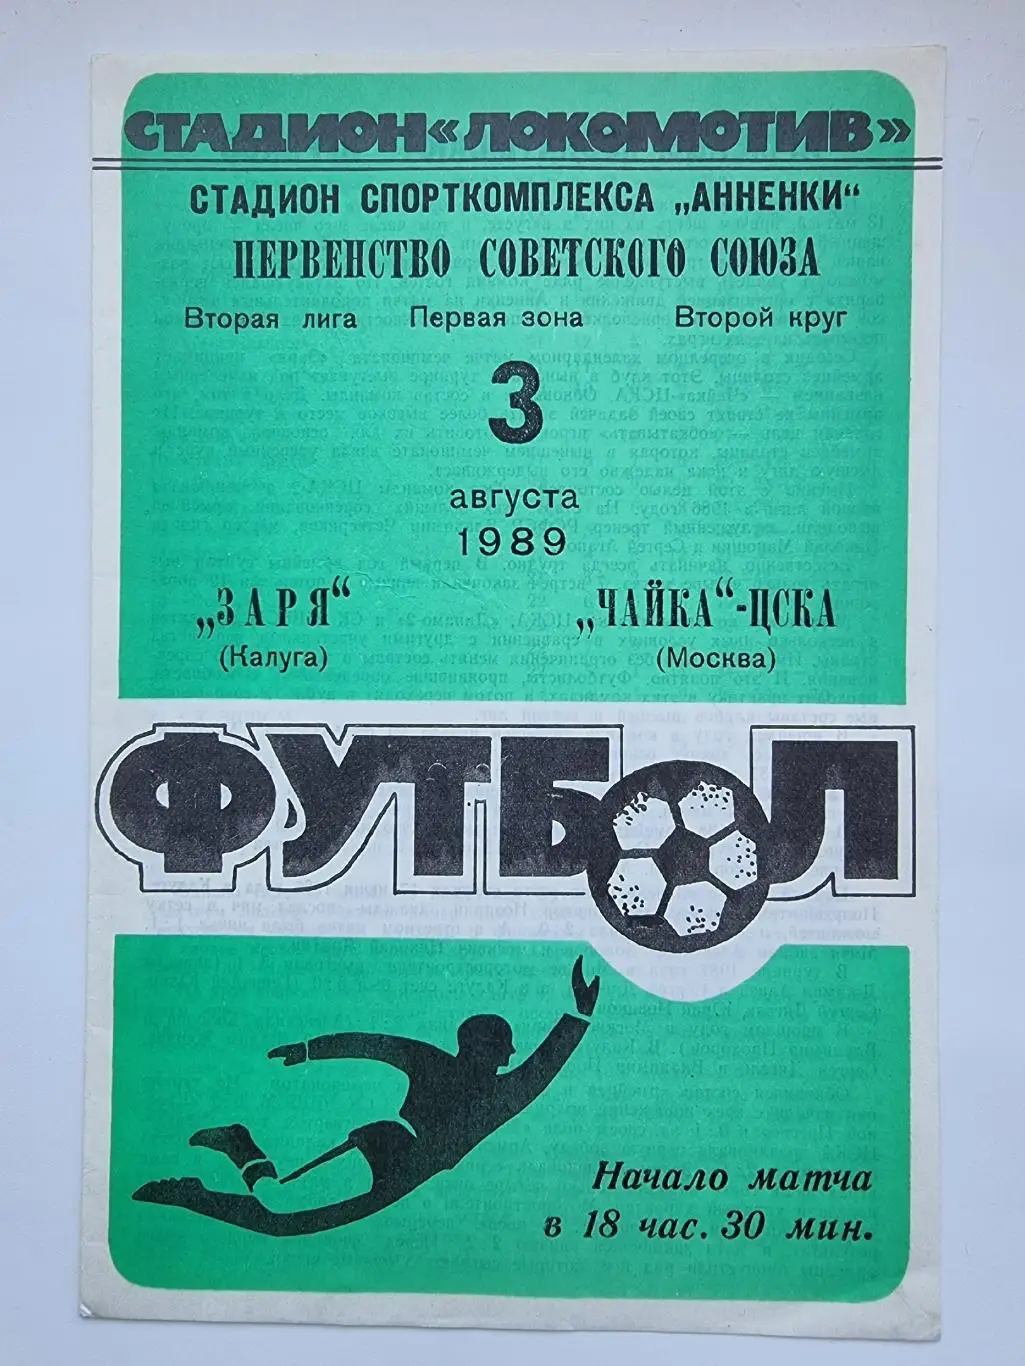 СТАДИОН «ЛОКОМОТИВ»
СТАДИОН СПОРТКОМПЛЕКСА „АННЕНКИ“
ПЕРВЕНСТВО СОВЕТСКОГО СОЮЗА
Вторая лига Первая зона Второй круг
3
августа
1989
„ЗАРЯ“ „ЧАЙКА“-ЦСКА
(Калуга) (Москва)
ФУТБОЛ
Начало матча
в 18 час. 30 мин.